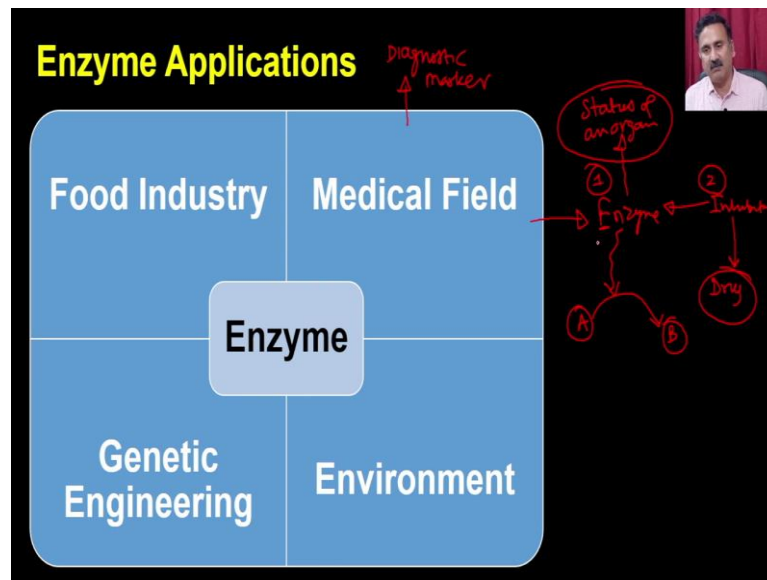 Enzyme Applications
Diagnostic
marker
Food Industry
Medical Field
Enzyme
Genetic
Engineering
Environment
Status of
an organ
1
Enzyme
2
Drug
A
B